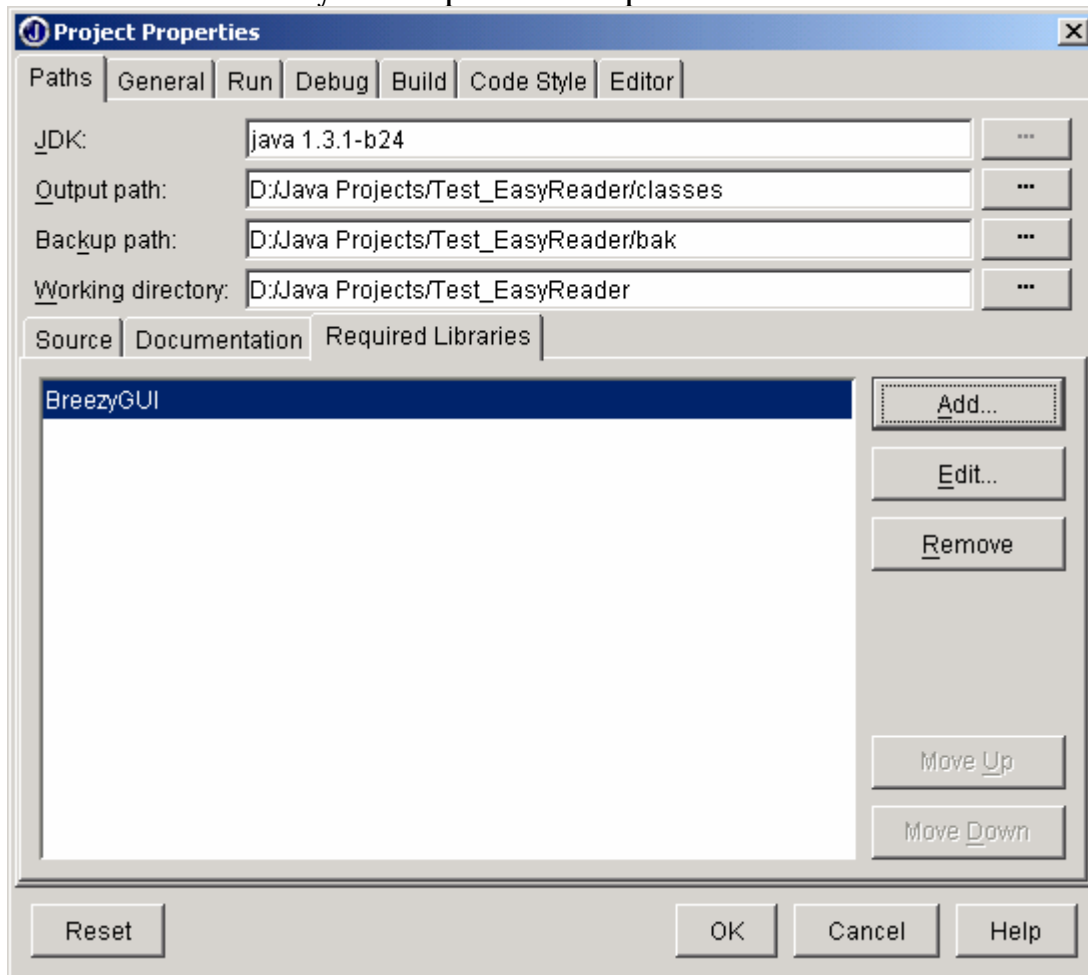 Project Properties
Paths General Run Debug Build Code Style Editor
JDK: java 1.3.1-b24 ...
Output path: D:/Java Projects/Test_EasyReader/classes ...
Backup path: D:/Java Projects/Test_EasyReader/bak ...
Working directory: D:/Java Projects/Test_EasyReader ...
Source Documentation Required Libraries
BreezyGUI
Add...
Edit...
Remove
Move Up
Move Down
Reset OK Cancel Help